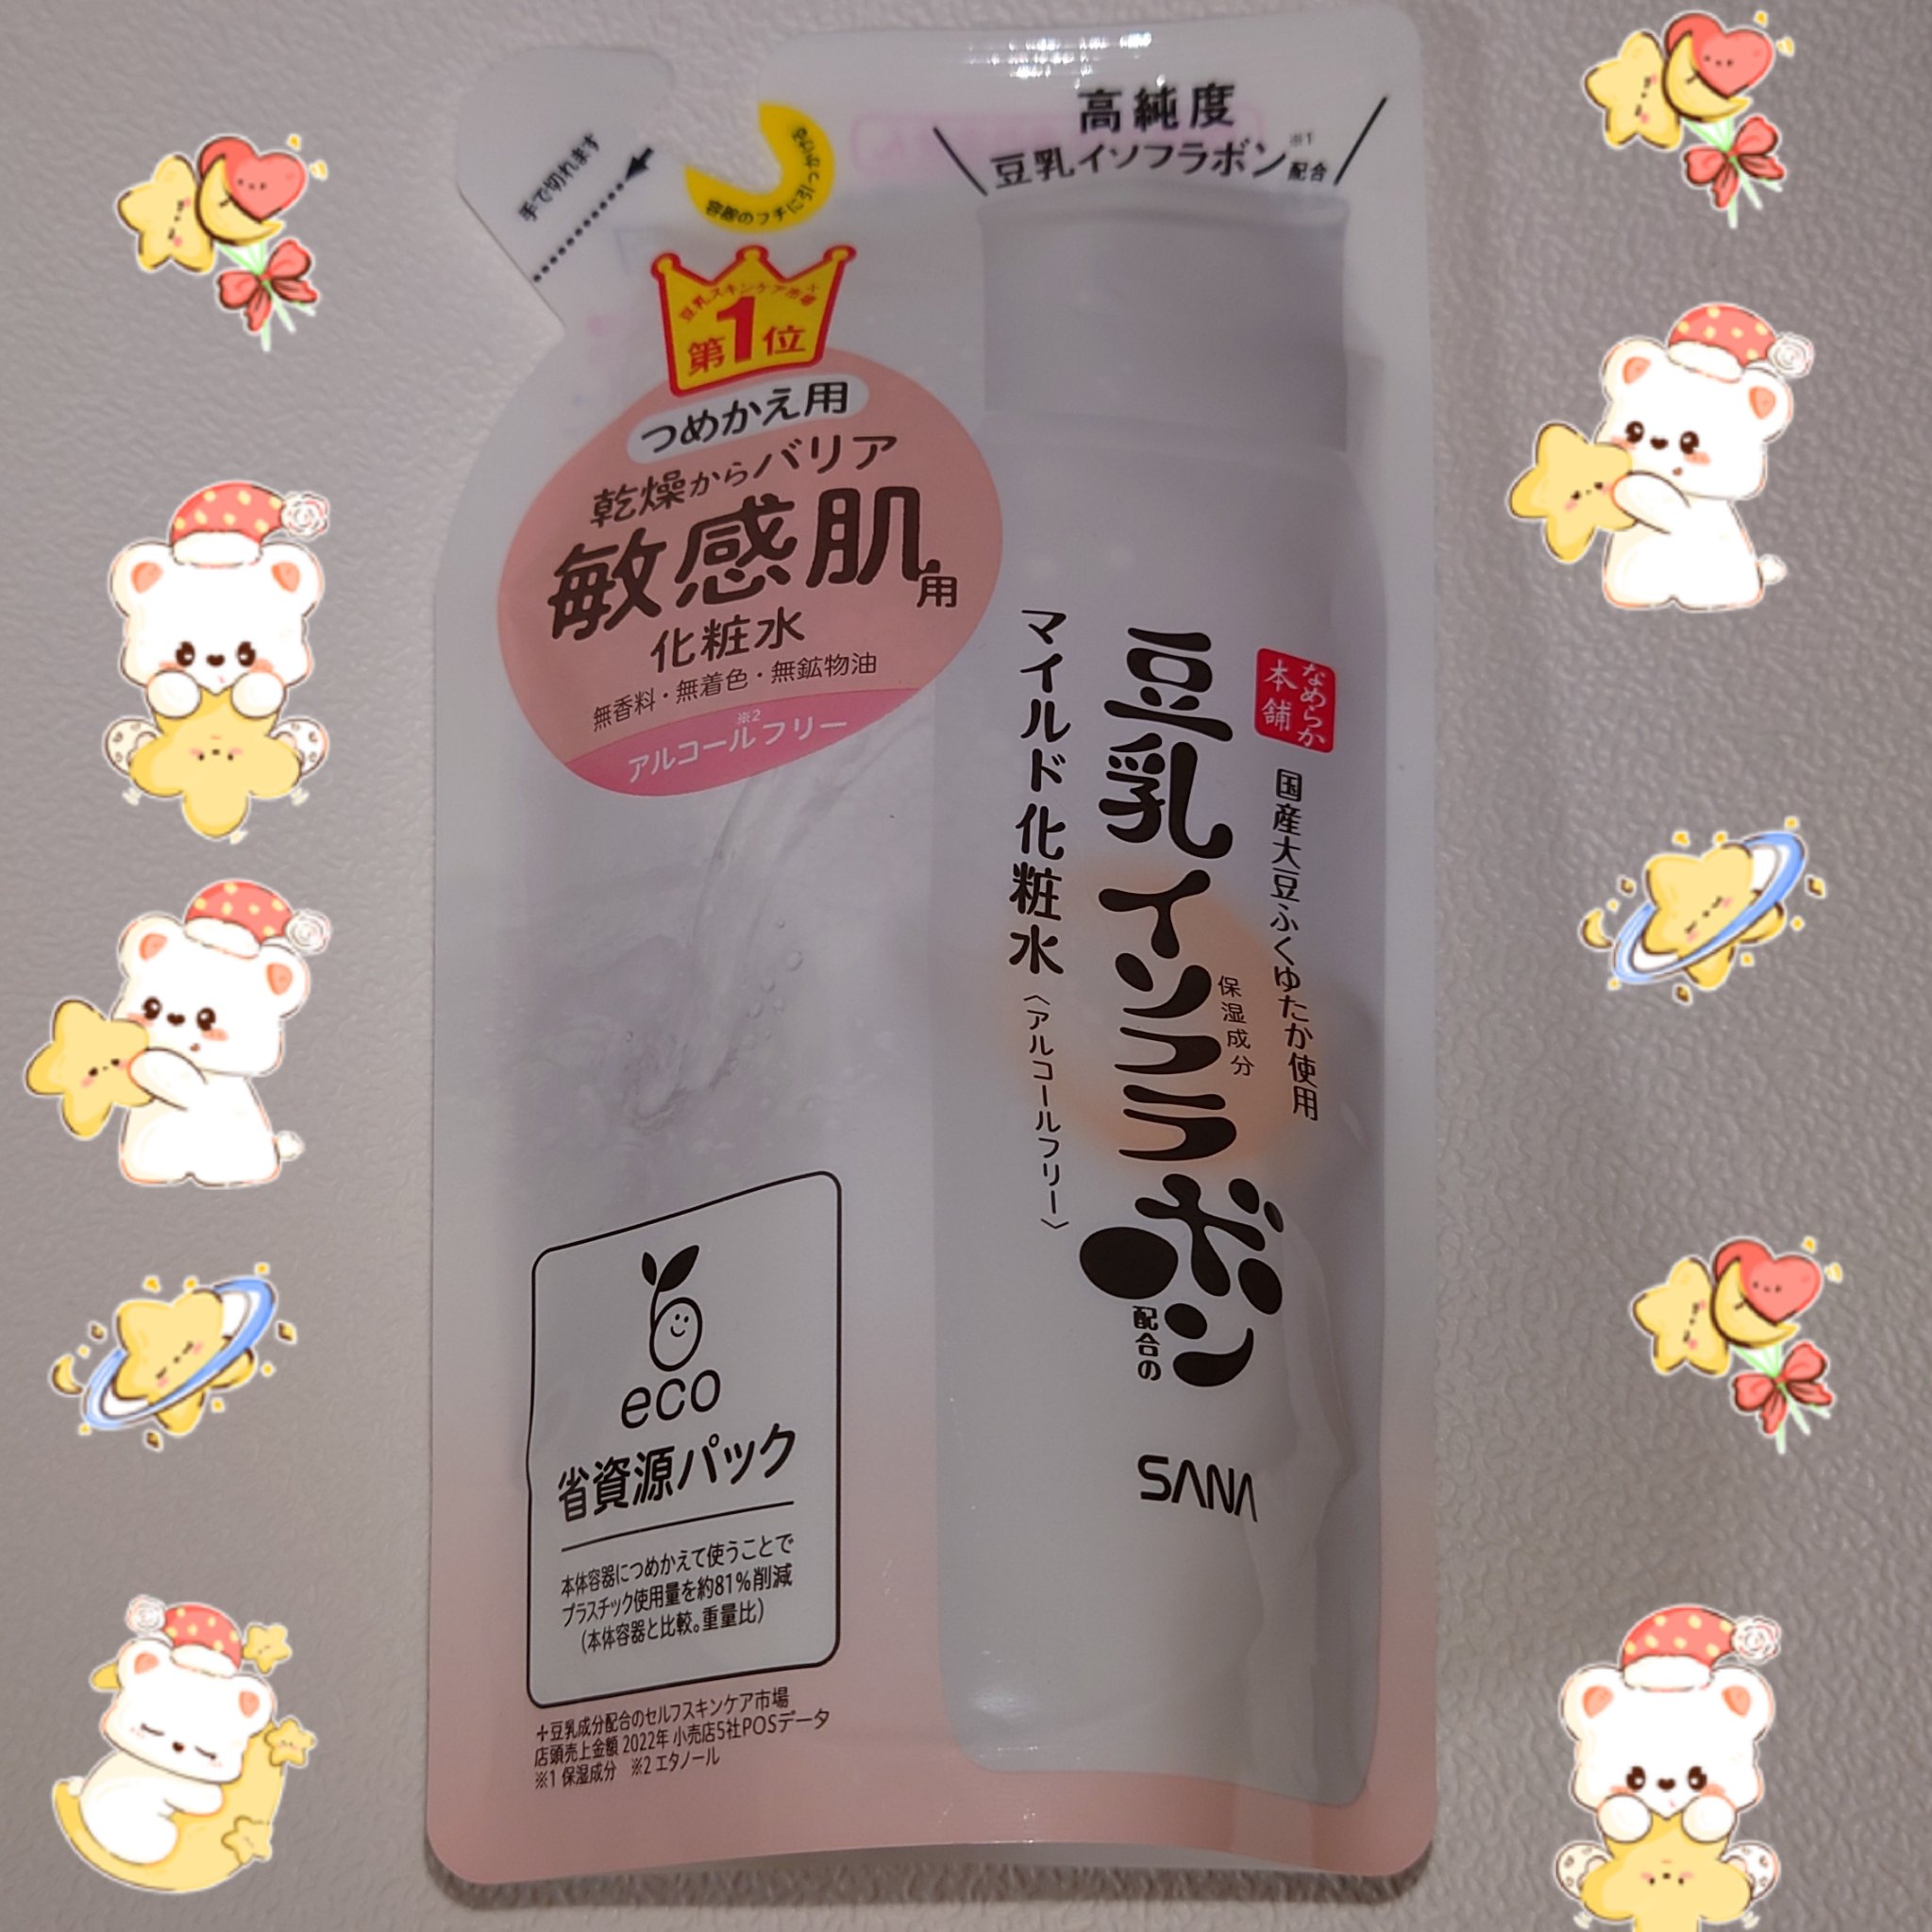 手で切れます
容器のフチに引っかける
高純度
豆乳イソフラボン※1配合
豆乳スキンケア市場＋
第1位
つめかえ用
乾燥からバリア
敏感肌用
化粧水
無香料・無着色・無鉱物油
※2
アルコールフリー
なめらか
本舗
国産大豆ふくゆたか使用
保湿成分
豆乳イソフラボン
配合の
マイルド化粧水〈アルコールフリー〉
SANA
eco
省資源パック
本体容器につめかえて使うことで
プラスチック使用量を約81%削減
(本体容器と比較。重量比)
＋豆乳成分配合のセルフスキンケア市場
店頭売上金額 2022年 小売店5社POSデータ
※1 保湿成分 ※2 エタノール